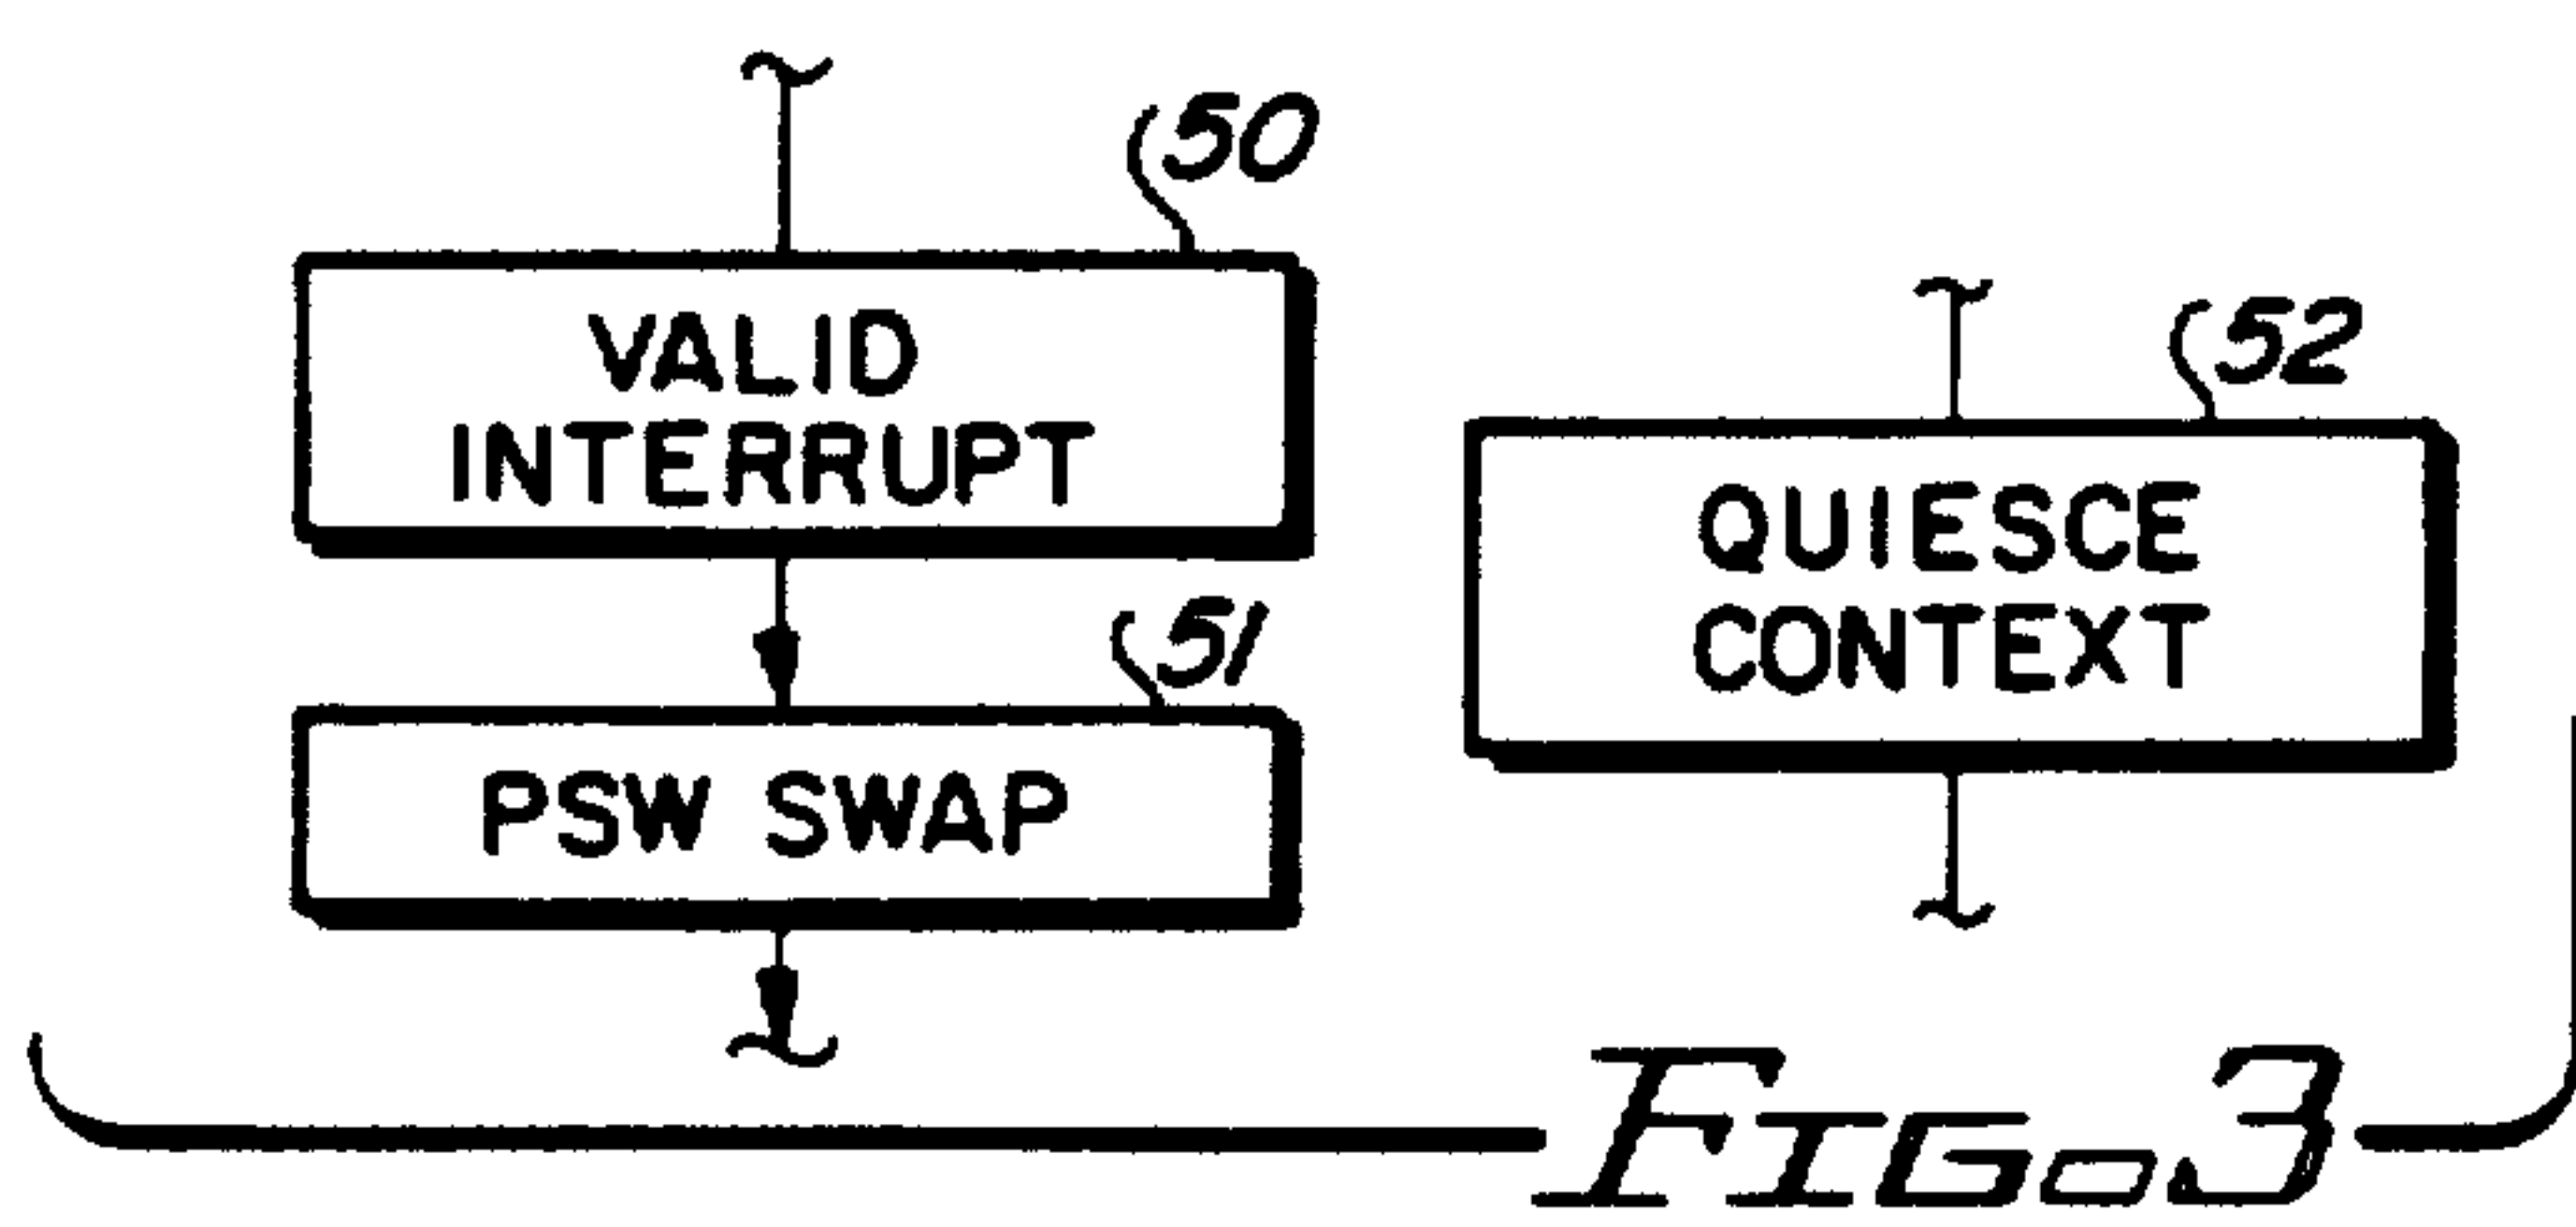 50
VALID
INTERRUPT
51
PSW SWAP
52
QUIESCE
CONTEXT
FIG. 3